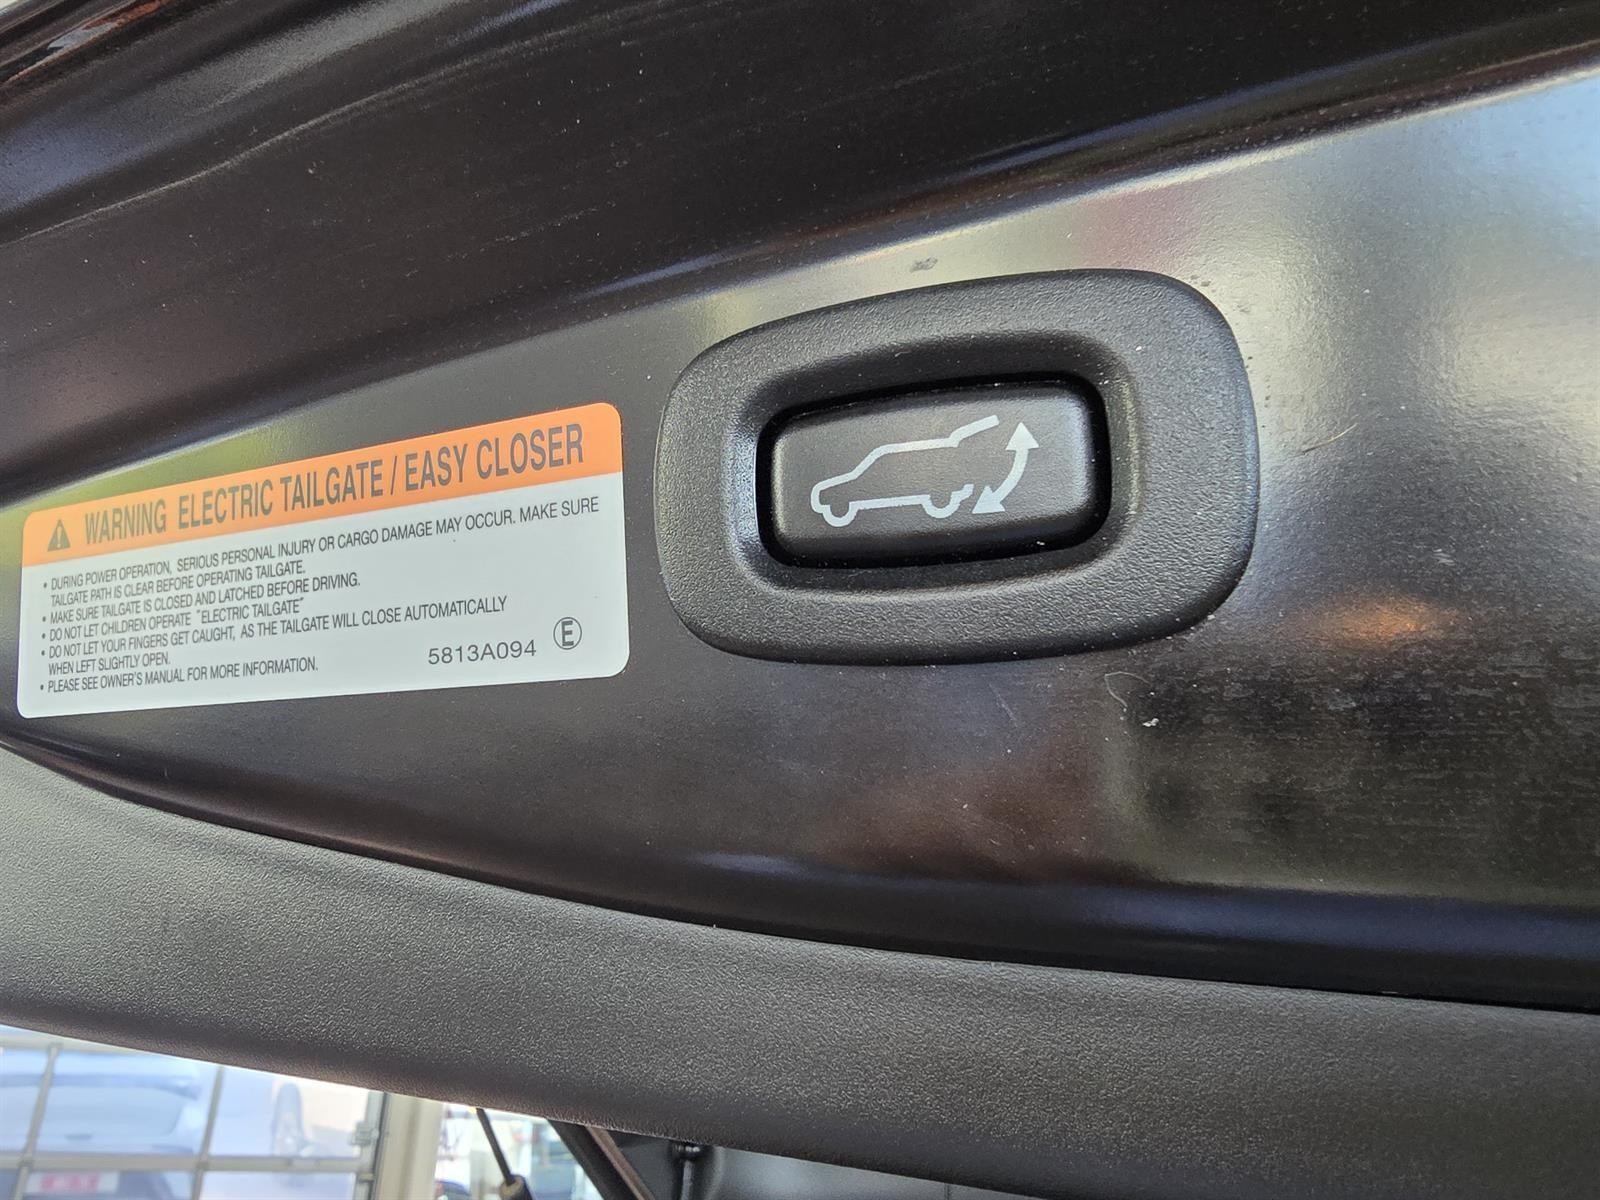 WARNING ELECTRIC TAILGATE / EASY CLOSER
• DURING POWER OPERATION, SERIOUS PERSONAL INJURY OR CARGO DAMAGE MAY OCCUR. MAKE SURE
TAILGATE PATH IS CLEAR BEFORE OPERATING TAILGATE.
• MAKE SURE TAILGATE IS CLOSED AND LATCHED BEFORE DRIVING.
• DO NOT LET CHILDREN OPERATE "ELECTRIC TAILGATE"
• DO NOT LET YOUR FINGERS GET CAUGHT, AS THE TAILGATE WILL CLOSE AUTOMATICALLY
WHEN LEFT SLIGHTLY OPEN.
• PLEASE SEE OWNER'S MANUAL FOR MORE INFORMATION.
5813A094 Ⓔ